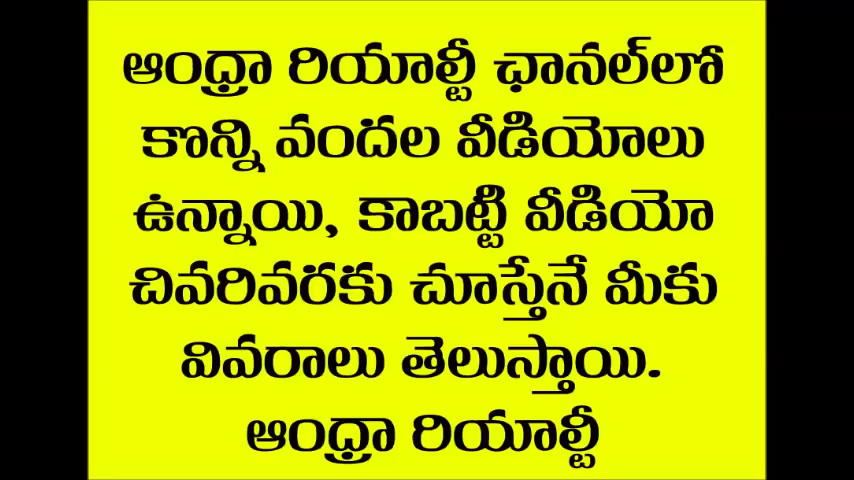 ఆంధ్రా రియాల్టీ ఛానల్‌లో
కొన్ని వందల వీడియోలు
ఉన్నాయి, కాబట్టి వీడియో
చివరివరకు చూస్తేనే మీకు
వివరాలు తెలుస్తాయి.
ఆంధ్రా రియాల్టీ